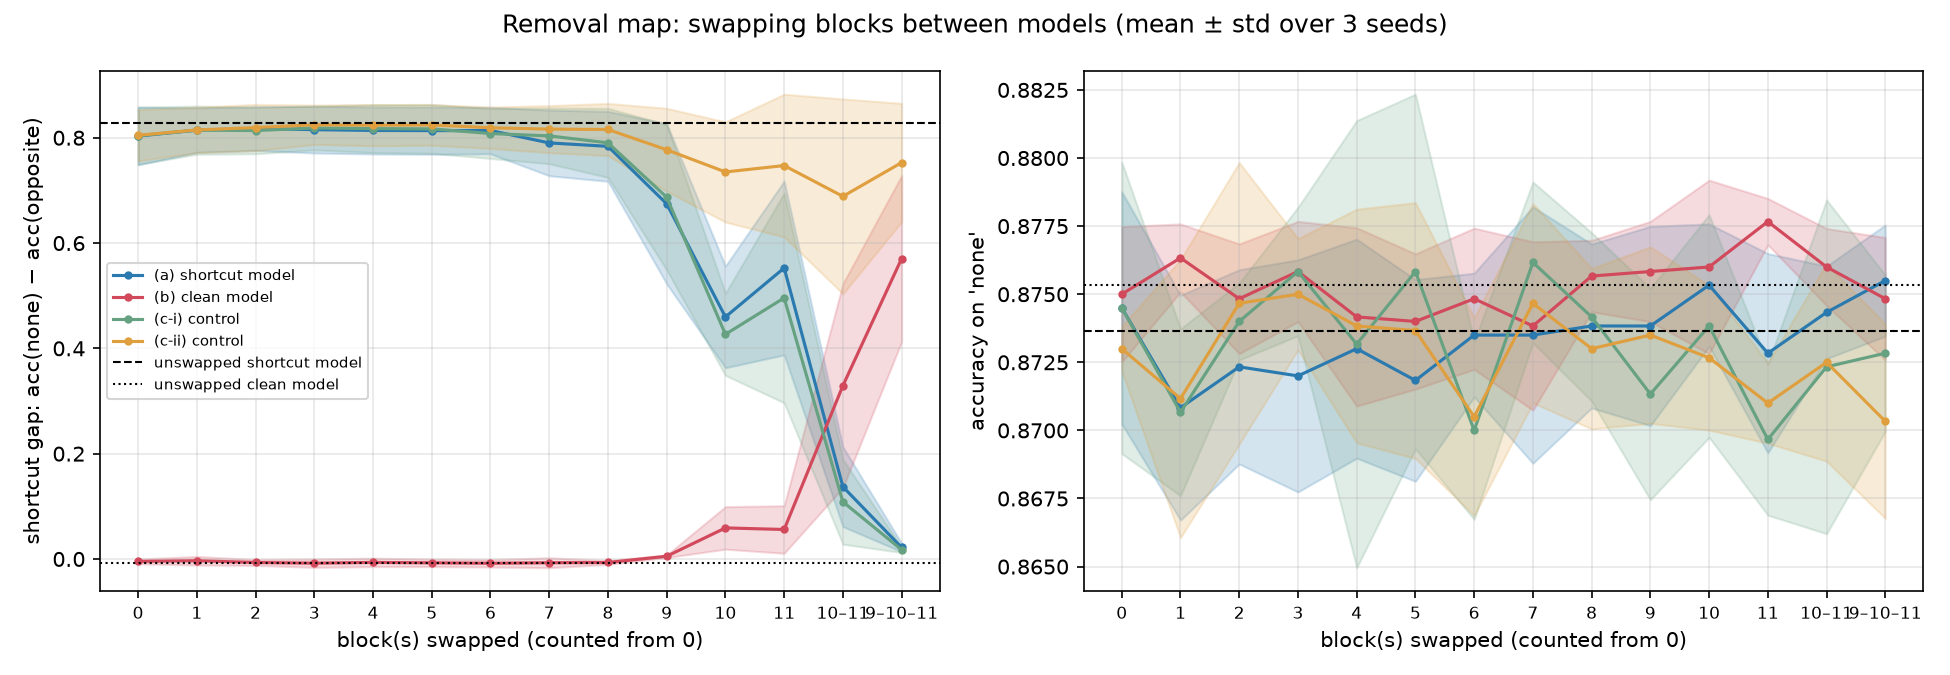 Removal map: swapping blocks between models (mean ± std over 3 seeds)
shortcut gap: acc(none) − acc(opposite)
0.8
0.6
0.4
0.2
0.0
(a) shortcut model
(b) clean model
(c-i) control
(c-ii) control
unswapped shortcut model
unswapped clean model
0 1 2 3 4 5 6 7 8 9 10 11 10–11 9–10–11
block(s) swapped (counted from 0)
accuracy on 'none'
0.8825
0.8800
0.8775
0.8750
0.8725
0.8700
0.8675
0.8650
0 1 2 3 4 5 6 7 8 9 10 11 10–11 9–10–11
block(s) swapped (counted from 0)